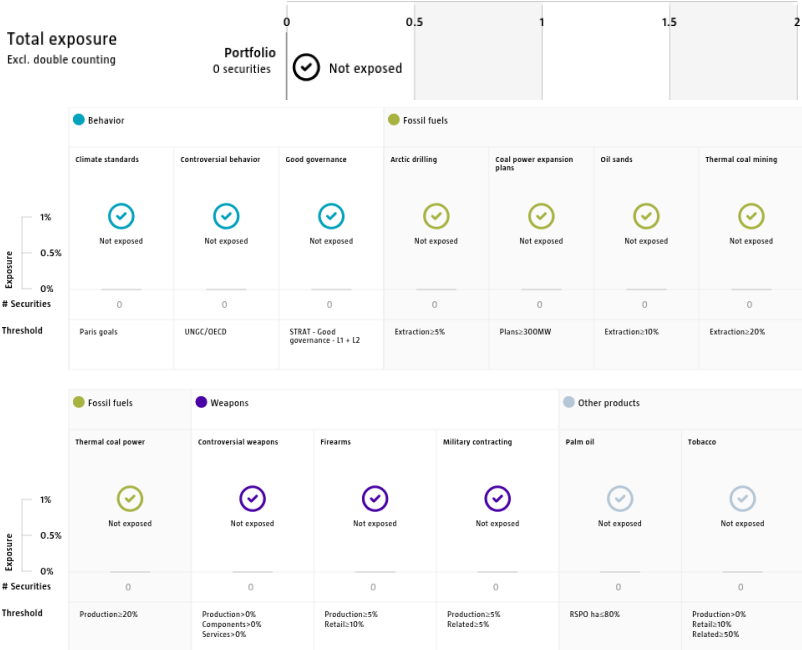 0 0.5 1 1.5 2
Total exposure
Excl. double counting
Portfolio
0 securities
Not exposed
Behavior Fossil fuels
Climate standards Controversial behavior Good governance Arctic drilling Coal power expansion plans Oil sands Thermal coal mining
Exposure
1%
Not exposed Not exposed Not exposed Not exposed Not exposed Not exposed Not exposed
0.5%
0%
# Securities 0 0 0 0 0 0 0
Threshold Paris goals UNGC/OECD STRAT - Good governance - L1 + L2 Extraction≥5% Plans≥300MW Extraction≥10% Extraction≥20%
Fossil fuels Weapons Other products
Thermal coal power Controversial weapons Firearms Military contracting Palm oil Tobacco
Exposure
1%
Not exposed Not exposed Not exposed Not exposed Not exposed Not exposed
0.5%
0%
# Securities 0 0 0 0 0 0
Threshold Production≥20% Production>0% Production≥5% Production≥5% RSPO ha≤80% Production>0%
Components>0% Retail≥10% Related≥5% Retail≥10%
Services>0% Related≥50%